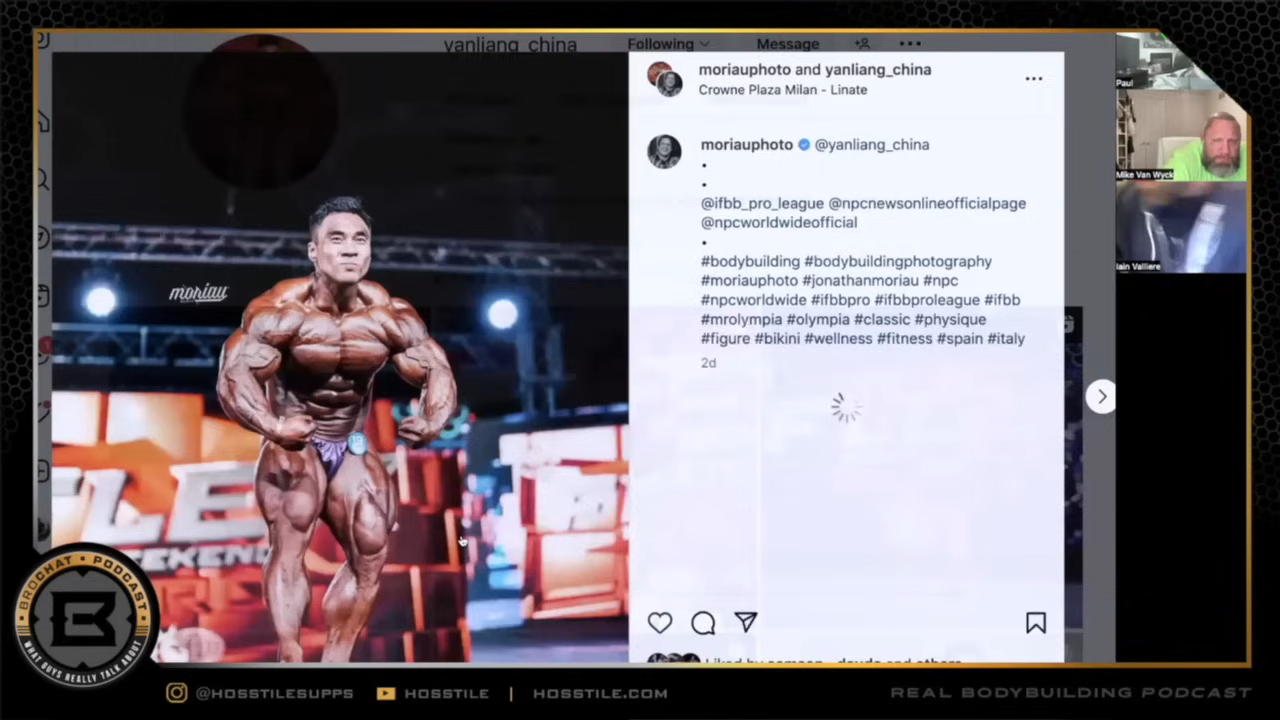 yanliang_china Following Message
moriauphoto and yanliang_china
Crowne Plaza Milan - Linate
moriauphoto @yanliang_china
@ifbb_pro_league @npcnewsonlineofficialpage
@npcworldwideofficial
#bodybuilding #bodybuildingphotography
#moriauphoto #jonathanmoriau #npc
#npcworldwide #ifbbpro #ifbbproleague #ifbb
#mrolympia #olympia #classic #physique
#figure #bikini #wellness #fitness #spain #italy
2d
moriau
Paul
Mike Van Wyck
Iain Valliere
BROCHAT • PODCAST
B
WHAT GUYS REALLY TALK ABOUT
@HOSSTILESUPPS HOSSTILE | HOSSTILE.COM
REAL BODYBUILDING PODCAST